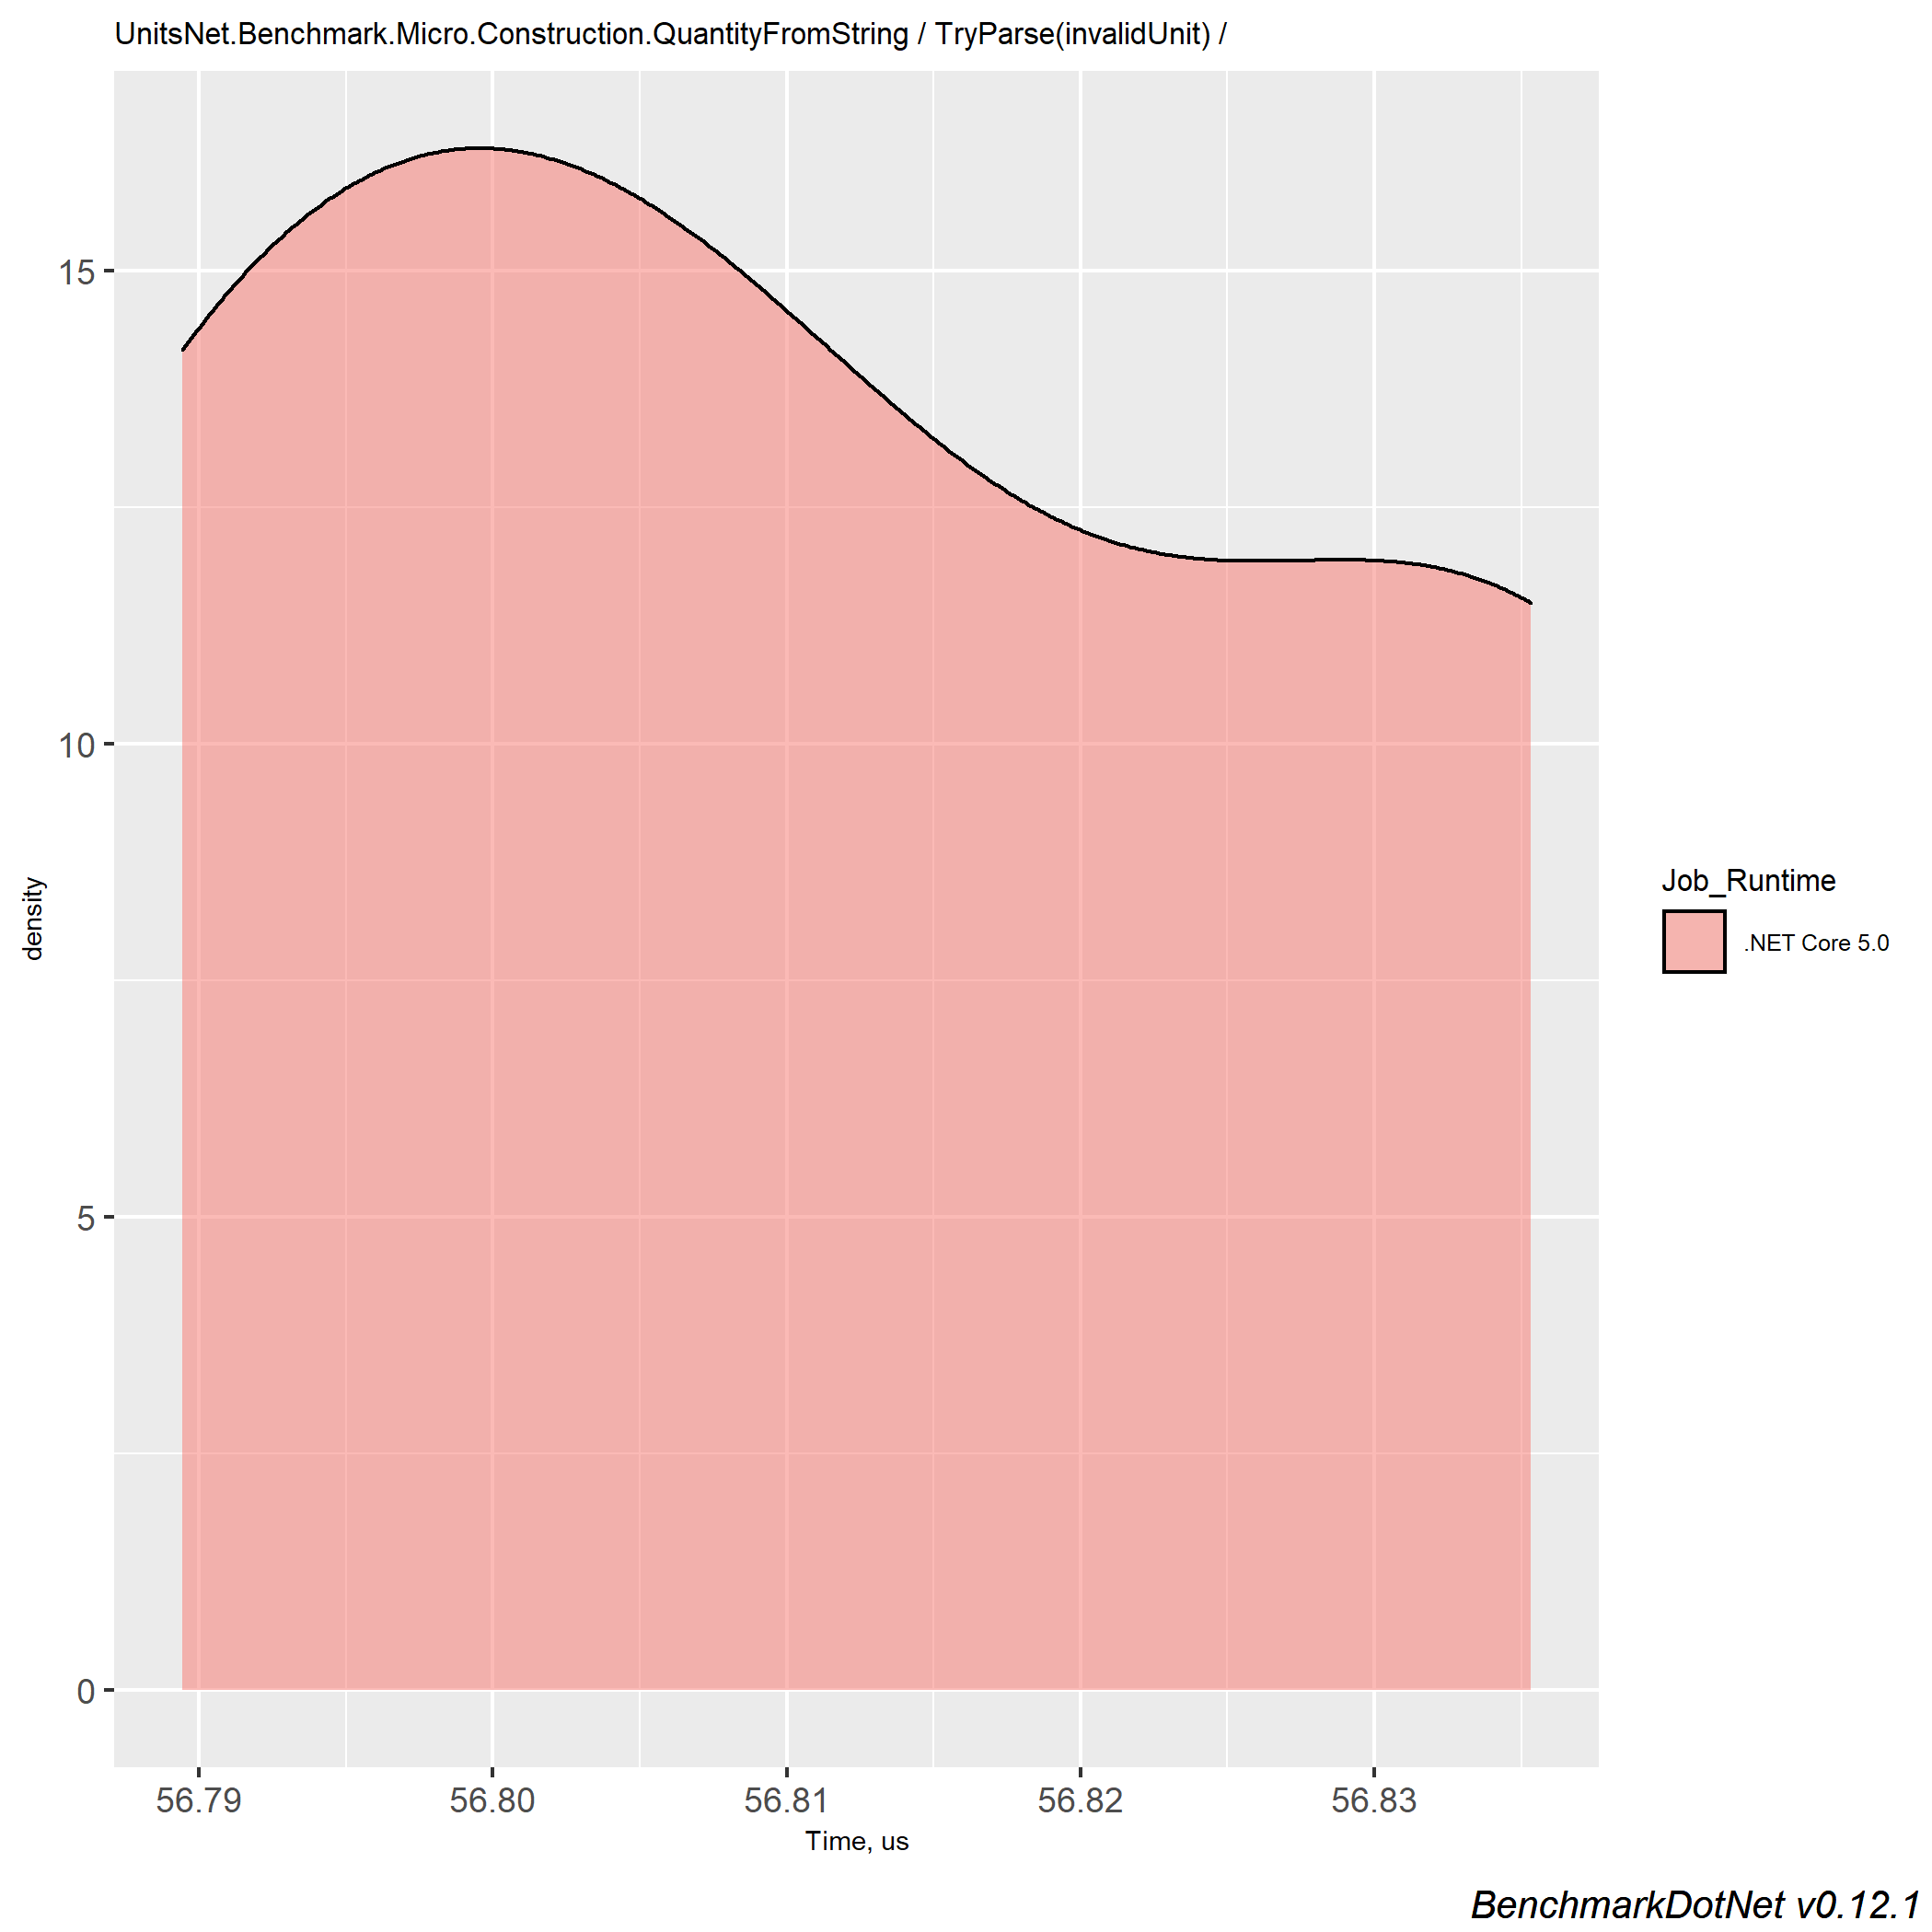 UnitsNet.Benchmark.Micro.Construction.QuantityFromString / TryParse(invalidUnit) /
15
10
5
0
density
56.79 56.80 56.81 56.82 56.83
Time, us
Job_Runtime
.NET Core 5.0
BenchmarkDotNet v0.12.1